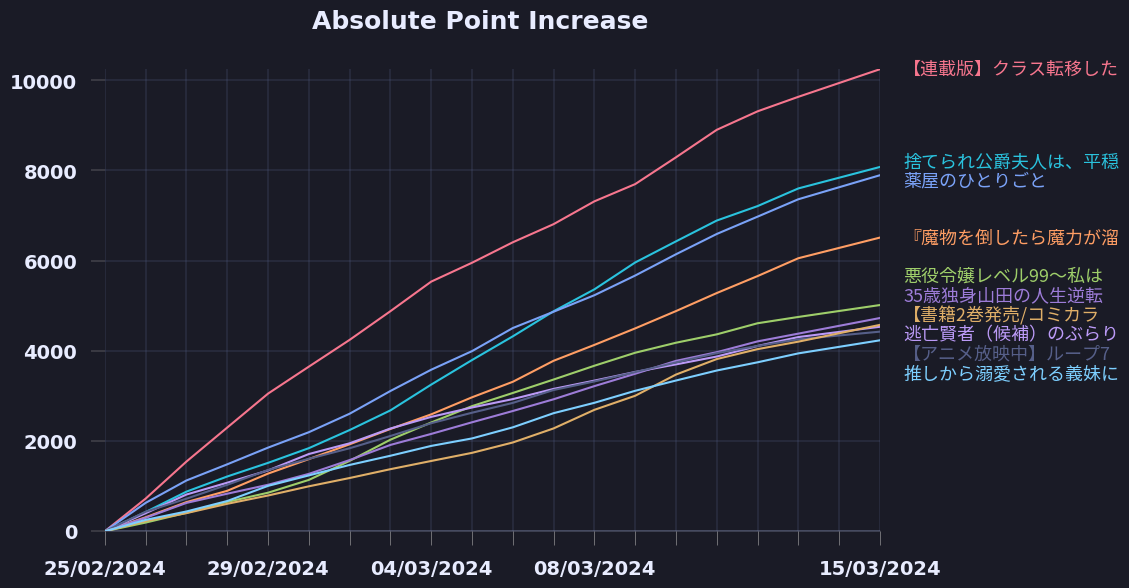 Absolute Point Increase
10000
8000
6000
4000
2000
0
25/02/2024 29/02/2024 04/03/2024 08/03/2024 15/03/2024
【連載版】クラス転移した
捨てられ公爵夫人は、平穏
薬屋のひとりごと
『魔物を倒したら魔力が溜
悪役令嬢レベル99～私は
35歳独身山田の人生逆転
【書籍2巻発売/コミカラ
逃亡賢者（候補）のぶらり
【アニメ放映中】ループ7
推しから溺愛される義妹に